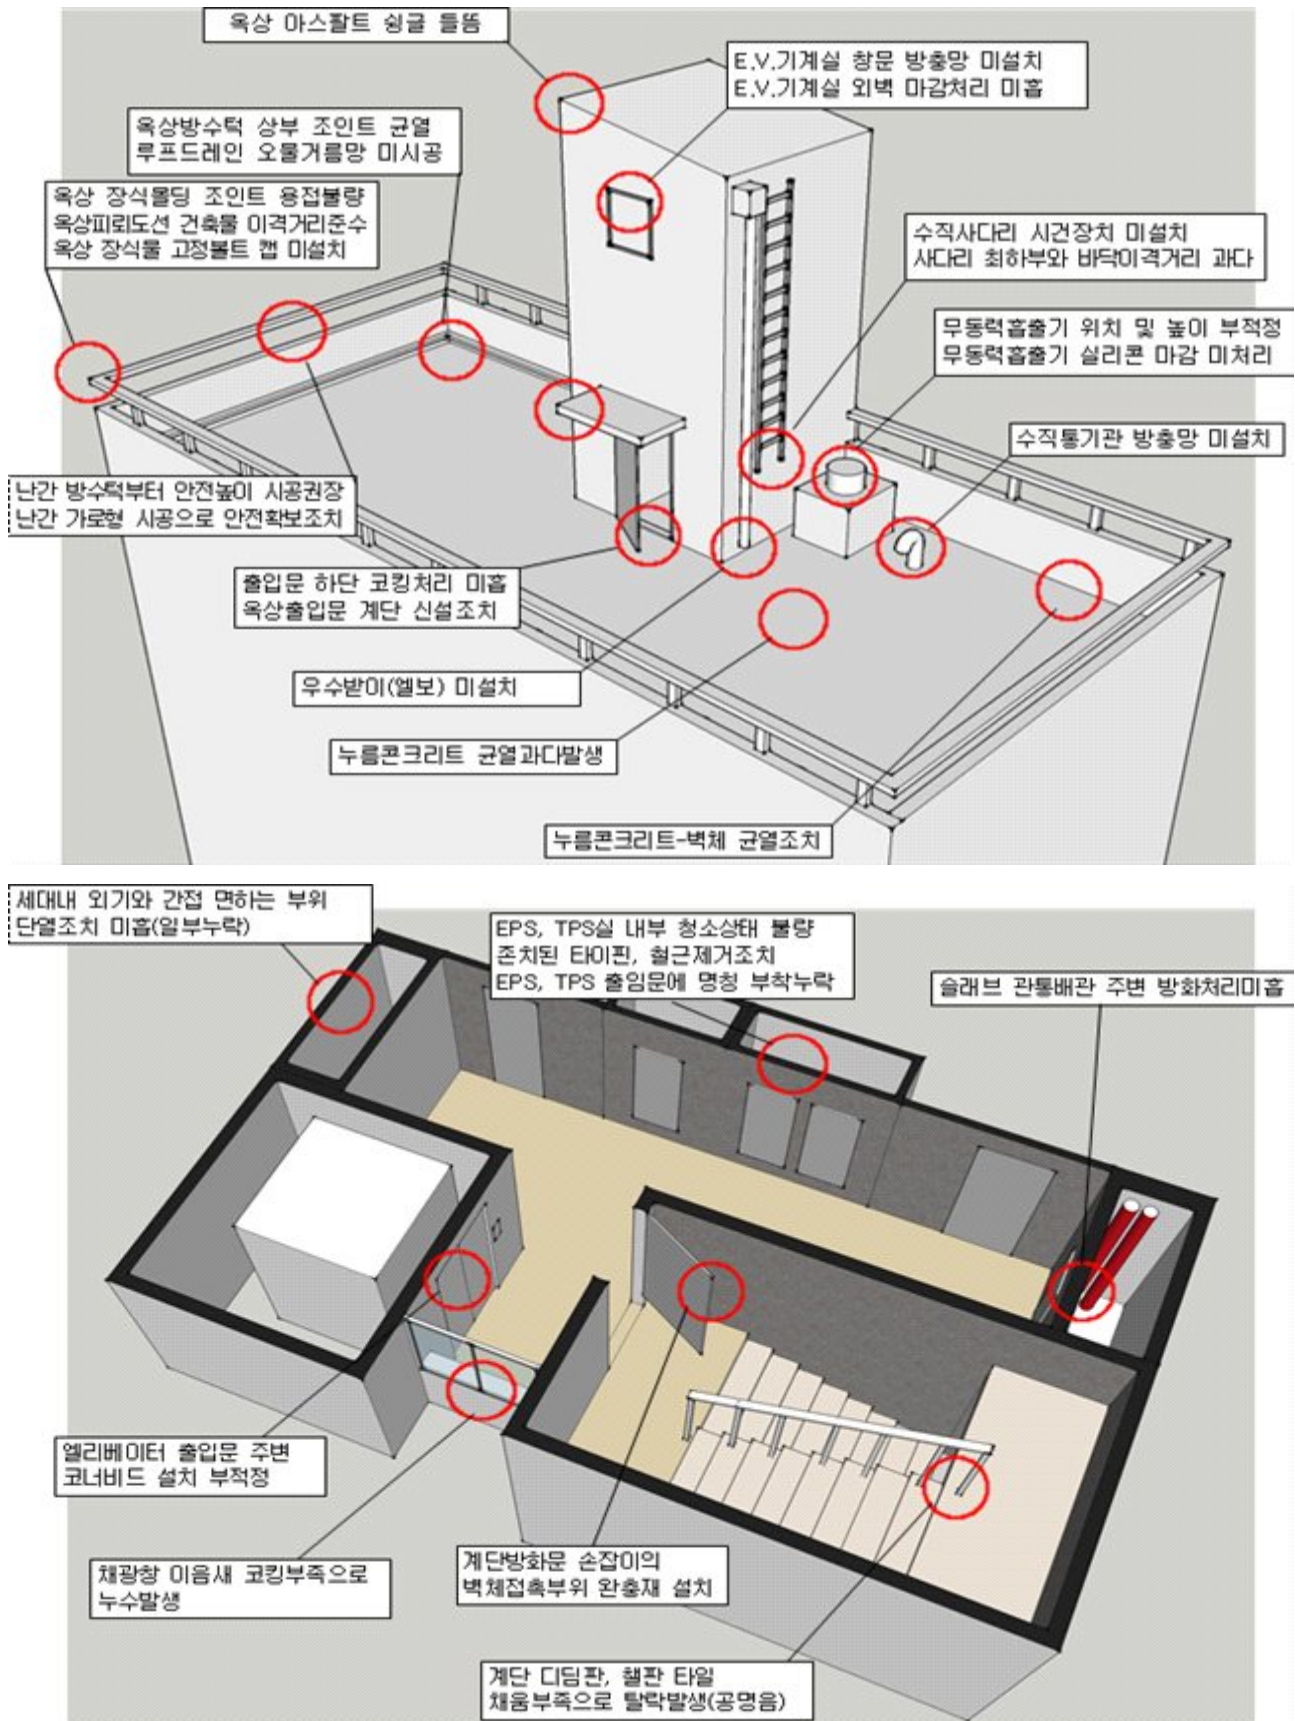 옥상 아스팔트 슁글 들뜸
E.V.기계실 창문 방충망 미설치
E.V.기계실 외벽 마감처리 미흡
옥상방수턱 상부 조인트 균열
루프드레인 오물거름망 미시공
옥상 장식몰딩 조인트 용접불량
옥상피뢰도선 건축물 이격거리준수
옥상 장식물 고정볼트 캡 미설치
수직사다리 시건장치 미설치
사다리 최하부와 바닥이격거리 과다
무동력흡출기 위치 및 높이 부적정
무동력흡출기 실리콘 마감 미처리
수직통기관 방충망 미설치
난간 방수턱부터 안전높이 시공권장
난간 가로형 시공으로 안전확보조치
출입문 하단 코킹처리 미흡
옥상출입문 계단 신설조치
우수받이(엘보) 미설치
누름콘크리트 균열과다발생
누름콘크리트-벽체 균열조치
세대내 외기와 간접 면하는 부위
단열조치 미흡(일부누락)
EPS, TPS실 내부 청소상태 불량
존치된 타이핀, 철근제거조치
EPS, TPS 출임문에 명칭 부착누락
슬래브 관통배관 주변 방화처리미흡
엘리베이터 출입문 주변
코너비드 설치 부적정
채광창 이음새 코킹부족으로
누수발생
계단방화문 손잡이의
벽체접촉부위 완충재 설치
계단 디딤판, 챌판 타일
채움부족으로 탈락발생(공명음)